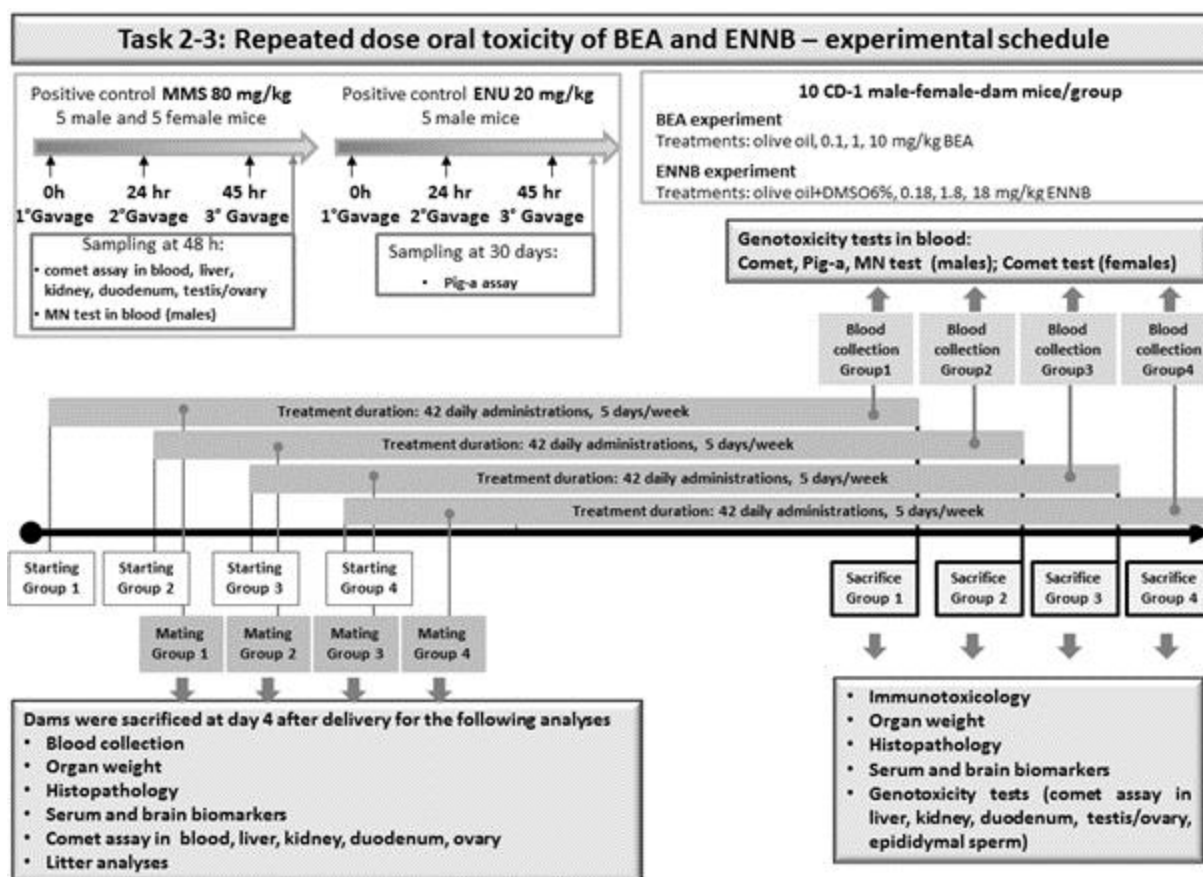 Task 2-3: Repeated dose oral toxicity of BEA and ENNB – experimental schedule
Positive control MMS 80 mg/kg
5 male and 5 female mice
0h
24 hr
45 hr
1°Gavage
2°Gavage
3° Gavage
Sampling at 48 h:
• comet assay in blood, liver,
kidney, duodenum, testis/ovary
• MN test in blood (males)
Positive control ENU 20 mg/kg
5 male mice
0h
24 hr
45 hr
1°Gavage
2°Gavage
3° Gavage
Sampling at 30 days:
• Pig-a assay
10 CD-1 male-female-dam mice/group
BEA experiment
Treatments: olive oil, 0.1, 1, 10 mg/kg BEA
ENNB experiment
Treatments: olive oil+DMSO6%, 0.18, 1.8, 18 mg/kg ENNB
Genotoxicity tests in blood:
Comet, Pig-a, MN test (males); Comet test (females)
Blood
collection
Group1
Blood
collection
Group2
Blood
collection
Group3
Blood
collection
Group4
Treatment duration: 42 daily administrations, 5 days/week
Treatment duration: 42 daily administrations, 5 days/week
Treatment duration: 42 daily administrations, 5 days/week
Treatment duration: 42 daily administrations, 5 days/week
Starting
Group 1
Starting
Group 2
Starting
Group 3
Starting
Group 4
Mating
Group 1
Mating
Group 2
Mating
Group 3
Mating
Group 4
Sacrifice
Group 1
Sacrifice
Group 2
Sacrifice
Group 3
Sacrifice
Group 4
Dams were sacrificed at day 4 after delivery for the following analyses
• Blood collection
• Organ weight
• Histopathology
• Serum and brain biomarkers
• Comet assay in blood, liver, kidney, duodenum, ovary
• Litter analyses
• Immunotoxicology
• Organ weight
• Histopathology
• Serum and brain biomarkers
• Genotoxicity tests (comet assay in
liver, kidney, duodenum, testis/ovary,
epididymal sperm)